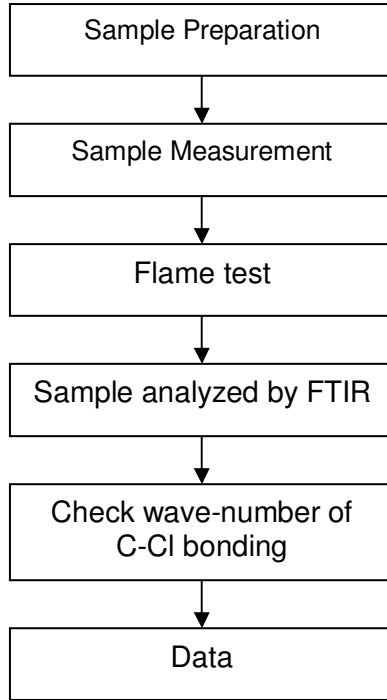 Sample Preparation
Sample Measurement
Flame test
Sample analyzed by FTIR
Check wave-number of
C-Cl bonding
Data